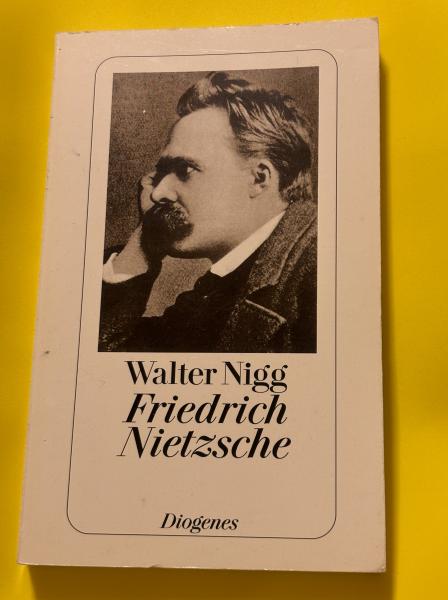 Walter Nigg
Friedrich
Nietzsche
Diogenes